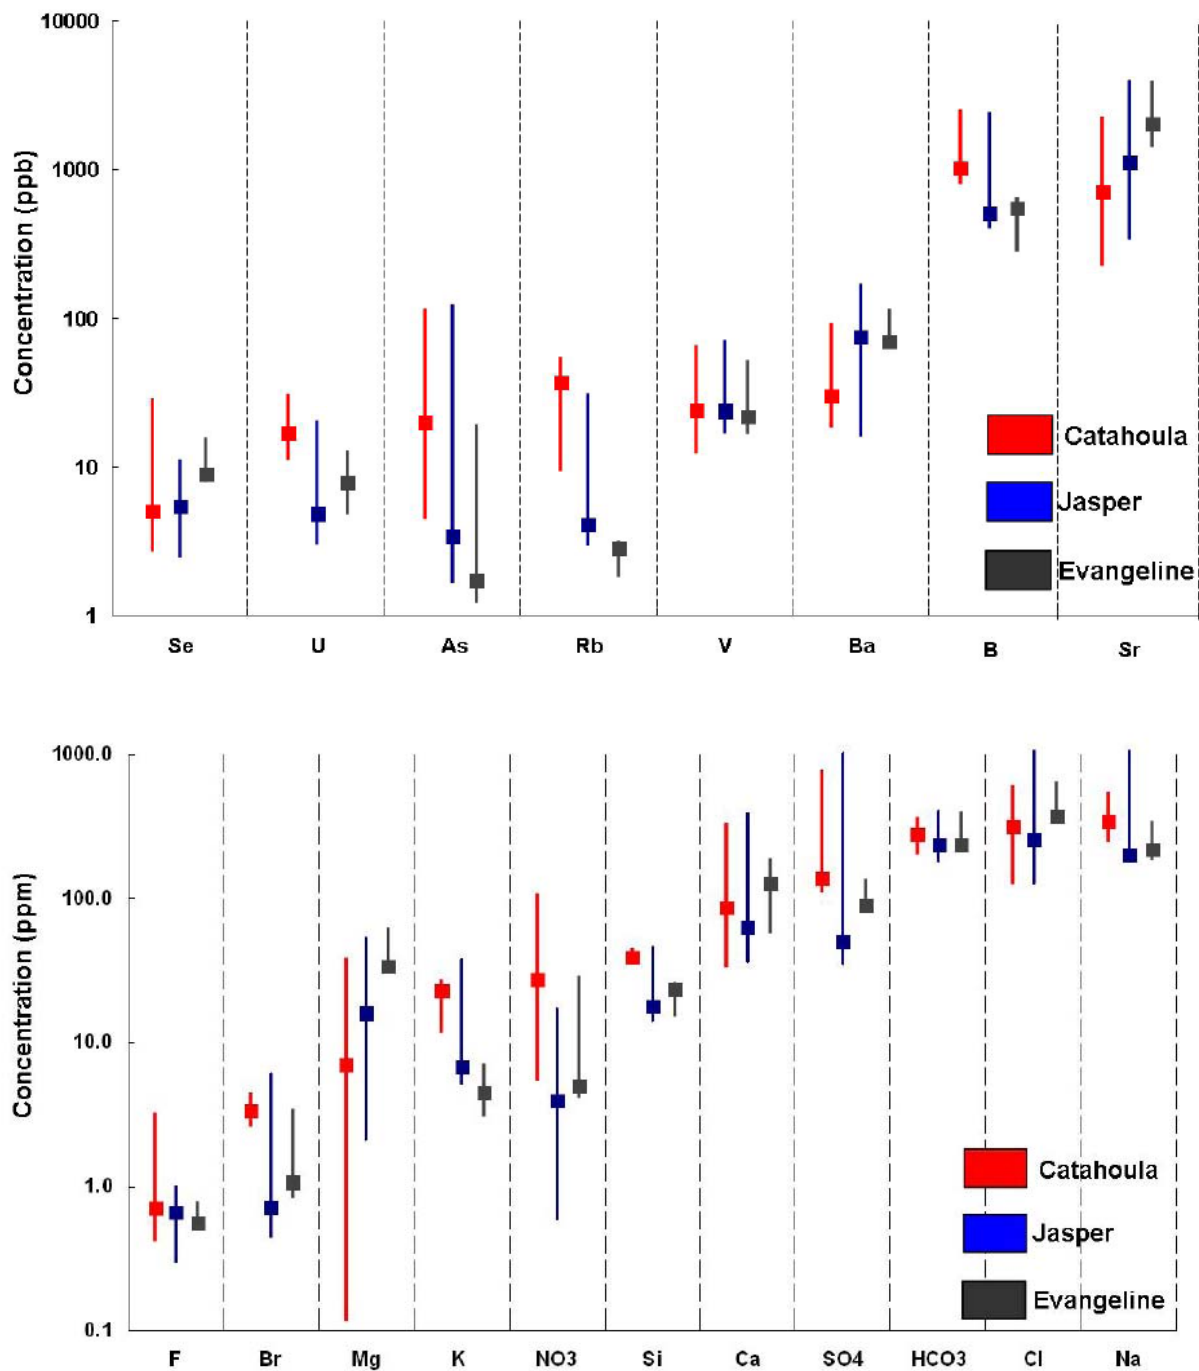 10000
1000
100
10
1
Concentration (ppb)
Catahoula
Jasper
Evangeline
Se U As Rb V Ba B Sr
1000.0
100.0
10.0
1.0
0.1
Concentration (ppm)
Catahoula
Jasper
Evangeline
F Br Mg K NO3 Si Ca SO4 HCO3 Cl Na